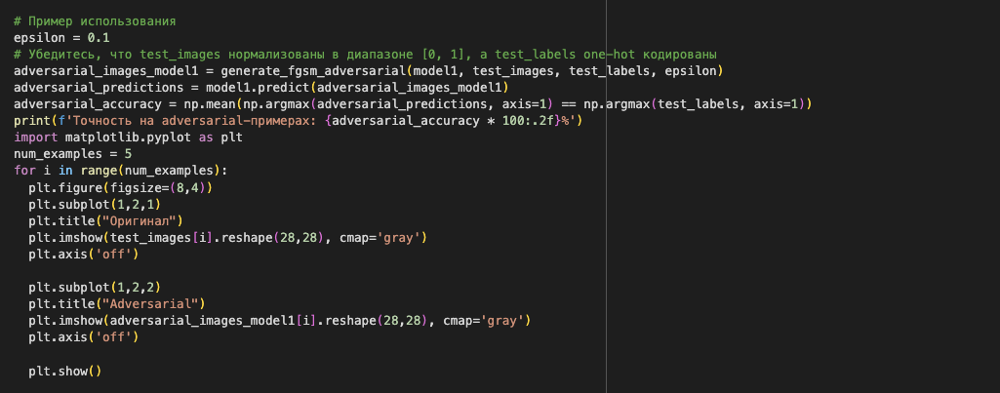 # Пример использования
epsilon = 0.1
# Убедитесь, что test_images нормализованы в диапазоне [0, 1], а test_labels one-hot кодированы
adversarial_images_model1 = generate_fgsm_adversarial(model1, test_images, test_labels, epsilon)
adversarial_predictions = model1.predict(adversarial_images_model1)
adversarial_accuracy = np.mean(np.argmax(adversarial_predictions, axis=1) == np.argmax(test_labels, axis=1))
print(f'Точность на adversarial-примерах: {adversarial_accuracy * 100:.2f}%')
import matplotlib.pyplot as plt
num_examples = 5
for i in range(num_examples):
  plt.figure(figsize=(8,4))
  plt.subplot(1,2,1)
  plt.title("Оригинал")
  plt.imshow(test_images[i].reshape(28,28), cmap='gray')
  plt.axis('off')

  plt.subplot(1,2,2)
  plt.title("Adversarial")
  plt.imshow(adversarial_images_model1[i].reshape(28,28), cmap='gray')
  plt.axis('off')

  plt.show()